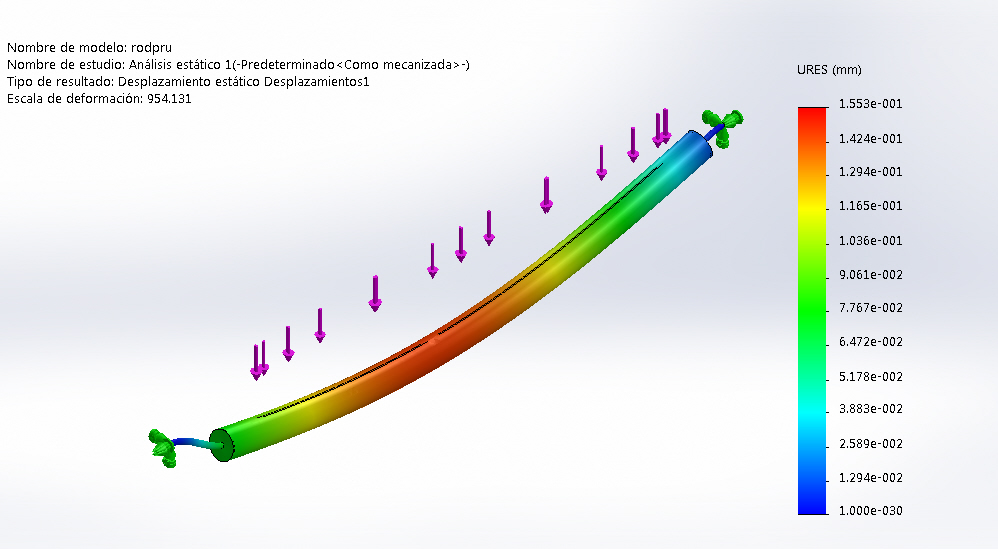 Nombre de modelo: rodpru
Nombre de estudio: Análisis estático 1(-Predeterminado<Como mecanizada>-)
Tipo de resultado: Desplazamiento estático Desplazamientos1
Escala de deformación: 954.131
URES (mm)
1.553e-001
1.424e-001
1.294e-001
1.165e-001
1.036e-001
9.061e-002
7.767e-002
6.472e-002
5.178e-002
3.883e-002
2.589e-002
1.294e-002
1.000e-030